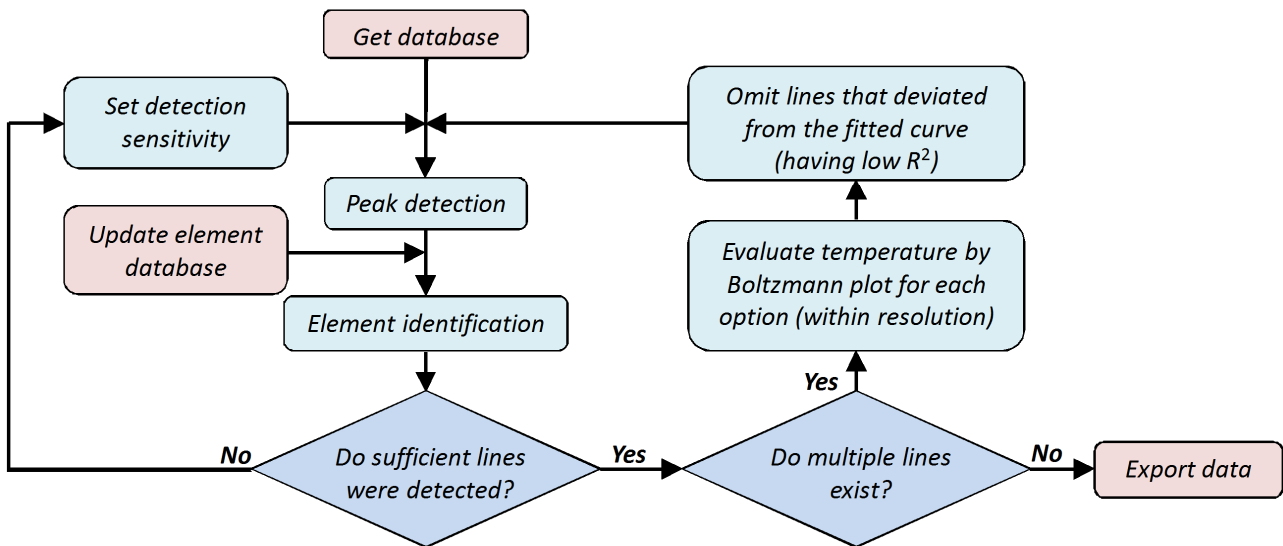 Get database
Set detection
sensitivity
Omit lines that deviated
from the fitted curve
(having low R²)
Peak detection
Update element
database
Evaluate temperature by
Boltzmann plot for each
option (within resolution)
Element identification
Yes
No
Do sufficient lines
were detected?
Yes
Do multiple lines
exist?
No
Export data